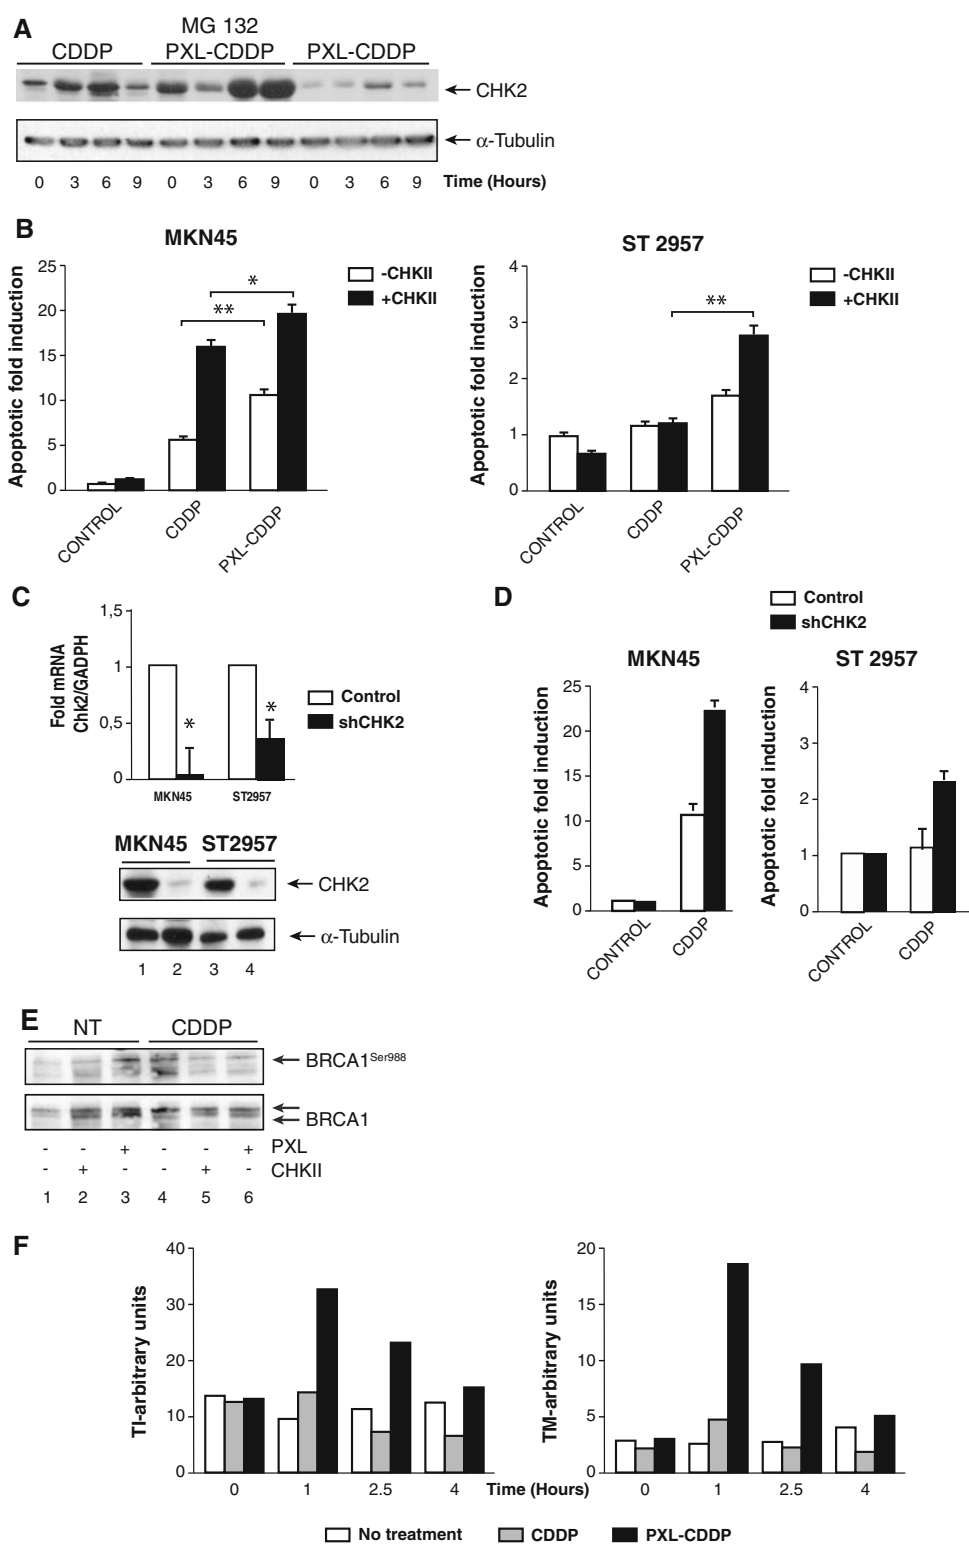 A
MG 132
CDDP PXL-CDDP PXL-CDDP
CHK2
α-Tubulin
0 3 6 9 0 3 6 9 0 3 6 9 Time (Hours)
B
MKN45
Apoptotic fold induction
25
20
15
10
5
0
* 
**
-CHKII
+CHKII
CONTROL CDDP PXL-CDDP
ST 2957
Apoptotic fold induction
4
3
2
1
0
**
-CHKII
+CHKII
CONTROL CDDP PXL-CDDP
C
Fold mRNA
Chk2/GADPH
1,5
1
0,5
0
* *
Control
shCHK2
MKN45 ST2957
MKN45 ST2957
CHK2
α-Tubulin
1 2 3 4
D
Control
shCHK2
MKN45
Apoptotic fold induction
25
20
15
10
5
0
CONTROL CDDP
ST 2957
Apoptotic fold induction
4
3
2
1
0
CONTROL CDDP
E
NT CDDP
BRCA1Ser988
BRCA1
- - + - - + PXL
- + - - + - CHKII
1 2 3 4 5 6
F
TI-arbitrary units
40
30
20
10
0
0 1 2.5 4 Time (Hours)
TM-arbitrary units
20
15
10
5
0
0 1 2.5 4
No treatment CDDP PXL-CDDP